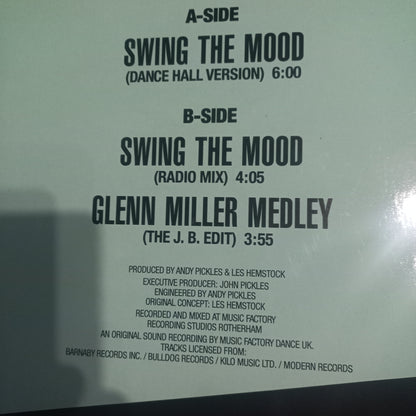 A-SIDE
SWING THE MOOD
(DANCE HALL VERSION) 6:00
B-SIDE
SWING THE MOOD
(RADIO MIX) 4:05
GLENN MILLER MEDLEY
(THE J. B. EDIT) 3:55
PRODUCED BY ANDY PICKLES & LES HEMSTOCK
EXECUTIVE PRODUCER: JOHN PICKLES
ENGINEERED BY ANDY PICKLES
ORIGINAL CONCEPT: LES HEMSTOCK
RECORDED AND MIXED AT MUSIC FACTORY
RECORDING STUDIOS ROTHERHAM
AN ORIGINAL SOUND RECORDING BY MUSIC FACTORY DANCE UK.
TRACKS LICENSED FROM:
BARNABY RECORDS INC. / BULLDOG RECORDS / KILO MUSIC LTD. / MODERN RECORDS